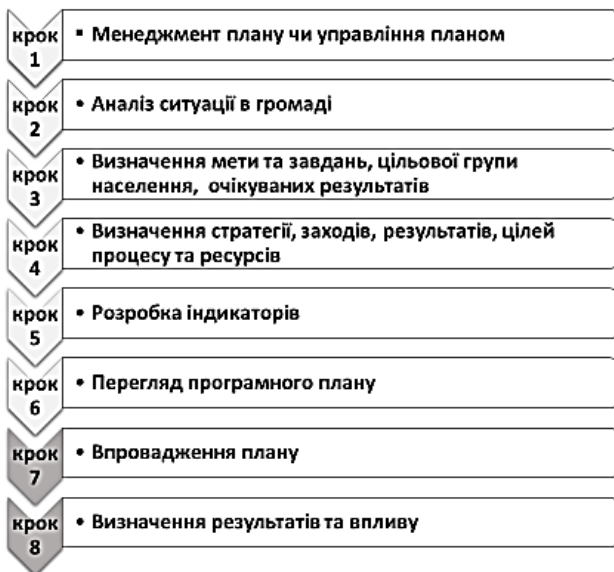 крок
1
▪ Менеджмент плану чи управління планом
крок
2
• Аналіз ситуації в громаді
крок
3
• Визначення мети та завдань, цільової групи
населення, очікуваних результатів
крок
4
• Визначення стратегії, заходів, результатів, цілей
процесу та ресурсів
крок
5
• Розробка індикаторів
крок
6
• Перегляд програмного плану
крок
7
• Впровадження плану
крок
8
• Визначення результатів та впливу